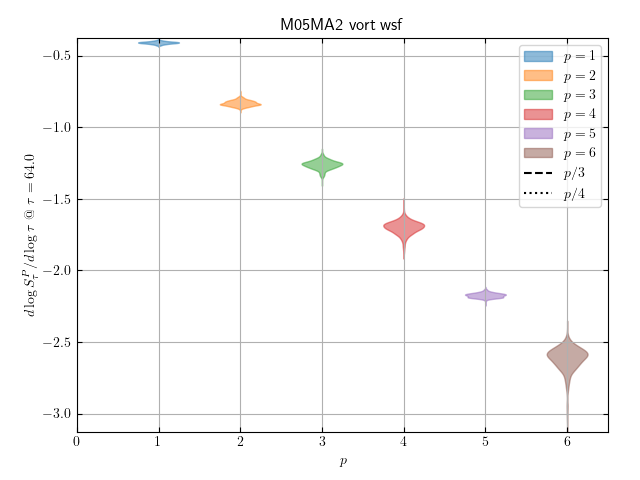 M05MA2 vort wsf
d log S_τ^P / d log τ @ τ = 64.0
−0.5
−1.0
−1.5
−2.0
−2.5
−3.0
0 1 2 3 4 5 6
p
p = 1
p = 2
p = 3
p = 4
p = 5
p = 6
p/3
p/4